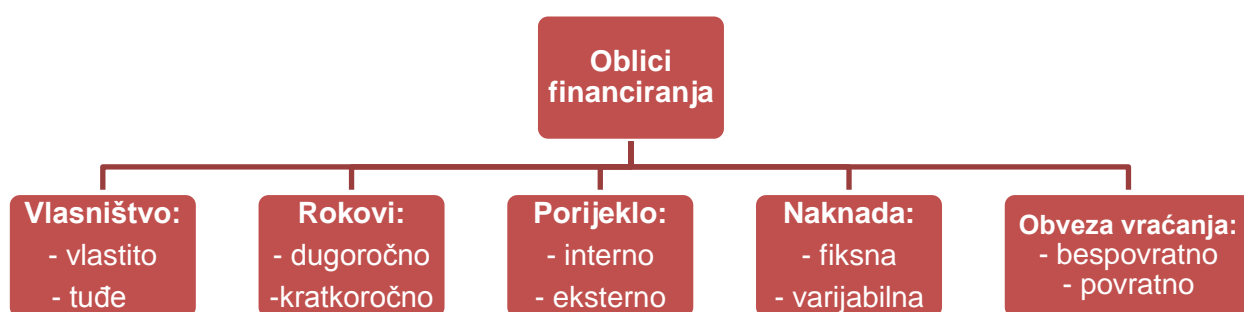 Oblici
financiranja
Vlasništvo:
- vlastito
- tuđe
Rokovi:
- dugoročno
-kratkoročno
Porijeklo:
- interno
- eksterno
Naknada:
- fiksna
- varijabilna
Obveza vraćanja:
- bespovratno
- povratno